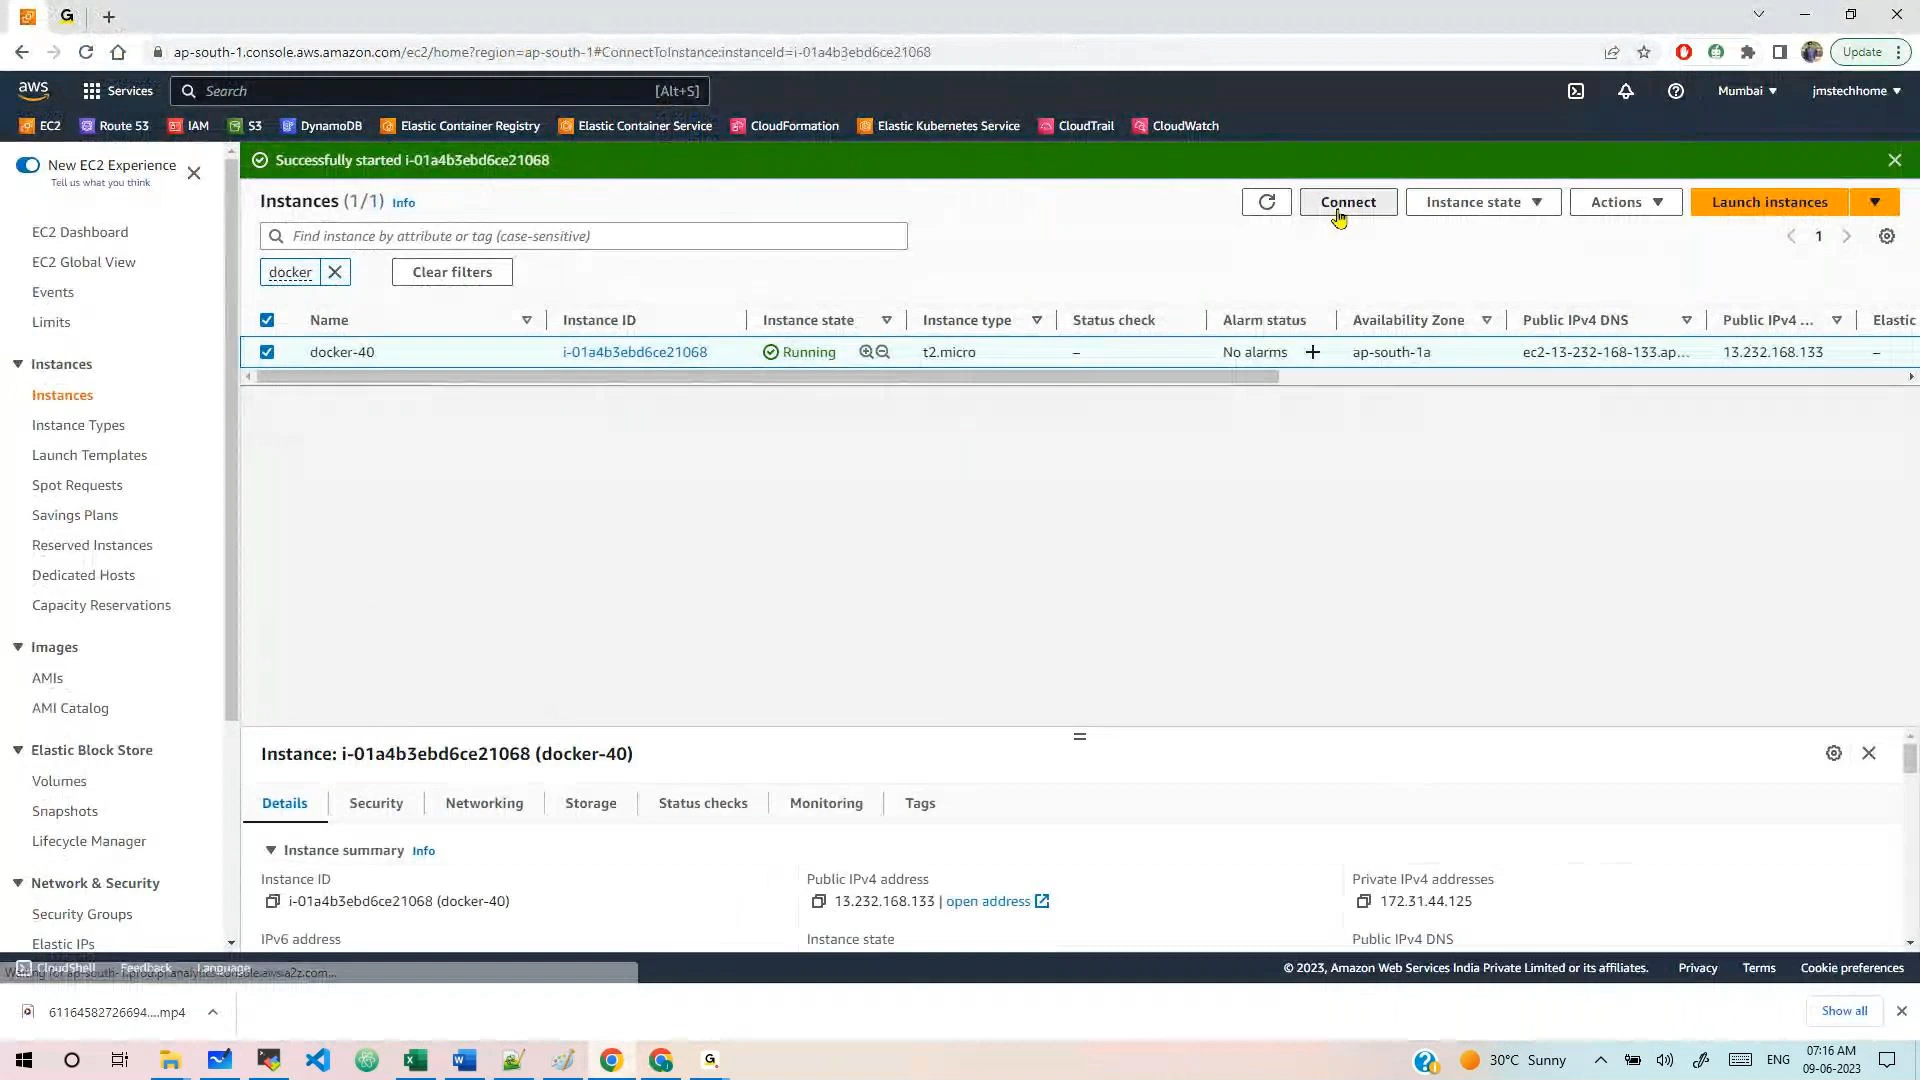 G
ap-south-1.console.aws.amazon.com/ec2/home?region=ap-south-1#ConnectToInstance:instanceId=i-01a4b3ebd6ce21068
Update
aws
Services
Search
[Alt+S]
Mumbai
jmstechhome
EC2
Route 53
IAM
S3
DynamoDB
Elastic Container Registry
Elastic Container Service
CloudFormation
Elastic Kubernetes Service
CloudTrail
CloudWatch
New EC2 Experience
Tell us what you think
EC2 Dashboard
EC2 Global View
Events
Limits
Instances
Instances
Instance Types
Launch Templates
Spot Requests
Savings Plans
Reserved Instances
Dedicated Hosts
Capacity Reservations
Images
AMIs
AMI Catalog
Elastic Block Store
Volumes
Snapshots
Lifecycle Manager
Network & Security
Security Groups
Elastic IPs
Successfully started i-01a4b3ebd6ce21068
Instances (1/1) Info
Connect
Instance state
Actions
Launch instances
Find instance by attribute or tag (case-sensitive)
1
docker
Clear filters
Name
Instance ID
Instance state
Instance type
Status check
Alarm status
Availability Zone
Public IPv4 DNS
Public IPv4 ...
Elastic
docker-40
i-01a4b3ebd6ce21068
Running
t2.micro
–
No alarms
ap-south-1a
ec2-13-232-168-133.ap...
13.232.168.133
–
Instance: i-01a4b3ebd6ce21068 (docker-40)
Details
Security
Networking
Storage
Status checks
Monitoring
Tags
Instance summary Info
Instance ID
i-01a4b3ebd6ce21068 (docker-40)
Public IPv4 address
13.232.168.133 | open address
Private IPv4 addresses
172.31.44.125
IPv6 address
Instance state
Public IPv4 DNS
CloudShell
Feedback
Language
© 2023, Amazon Web Services India Private Limited or its affiliates.
Privacy
Terms
Cookie preferences
61164582726694....mp4
Show all
G
30°C Sunny
ENG
07:16 AM
09-06-2023